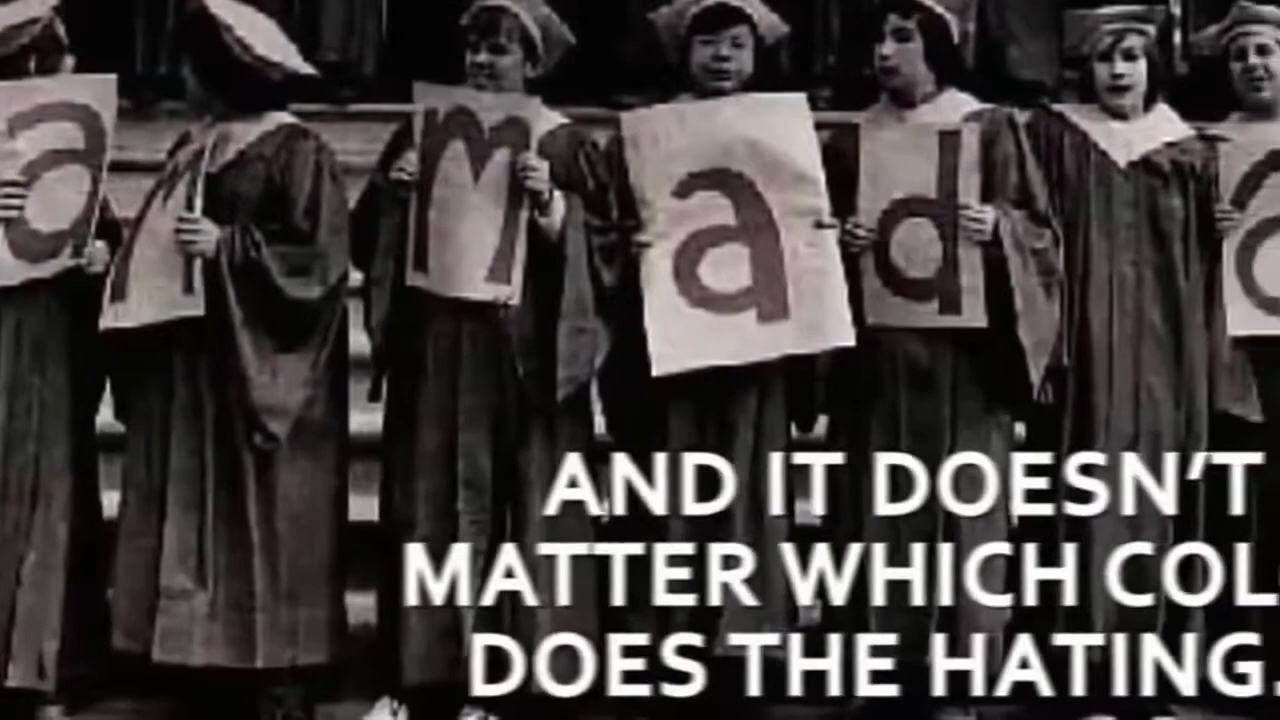 a r m a d a
AND IT DOESN'T
MATTER WHICH COL
DOES THE HATING.